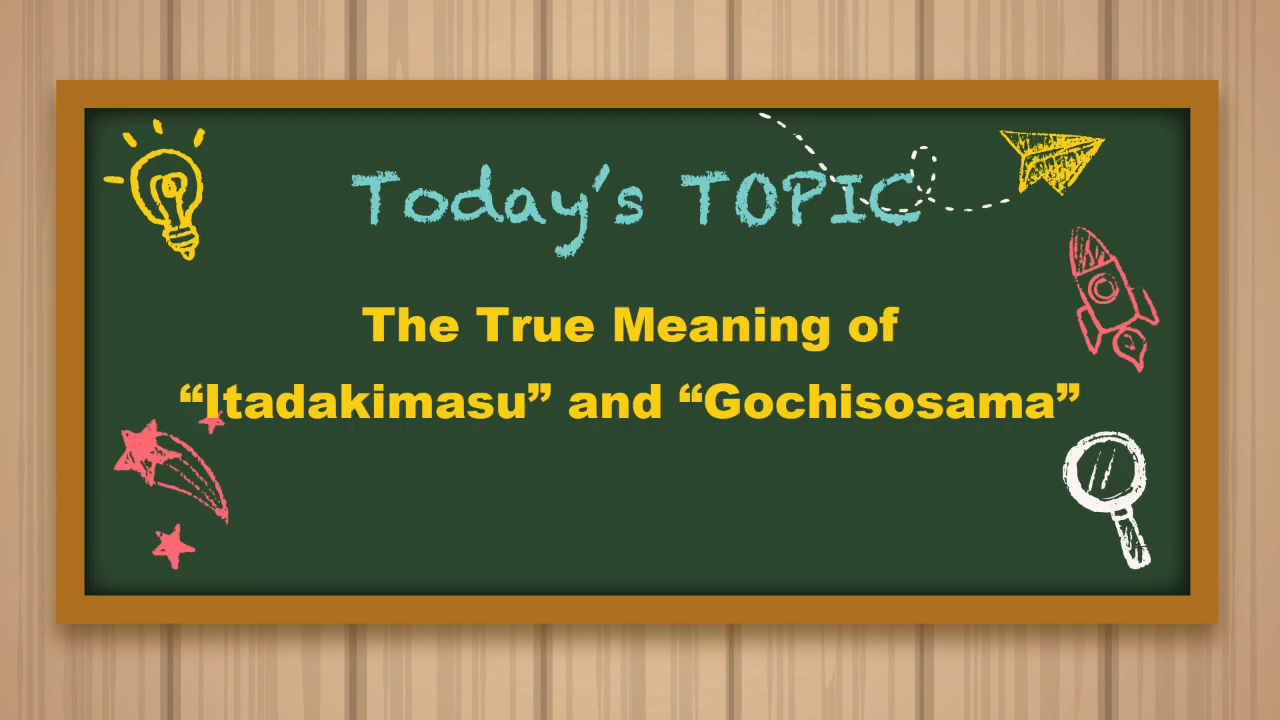 Today's TOPIC
The True Meaning of
“Itadakimasu” and “Gochisosama”